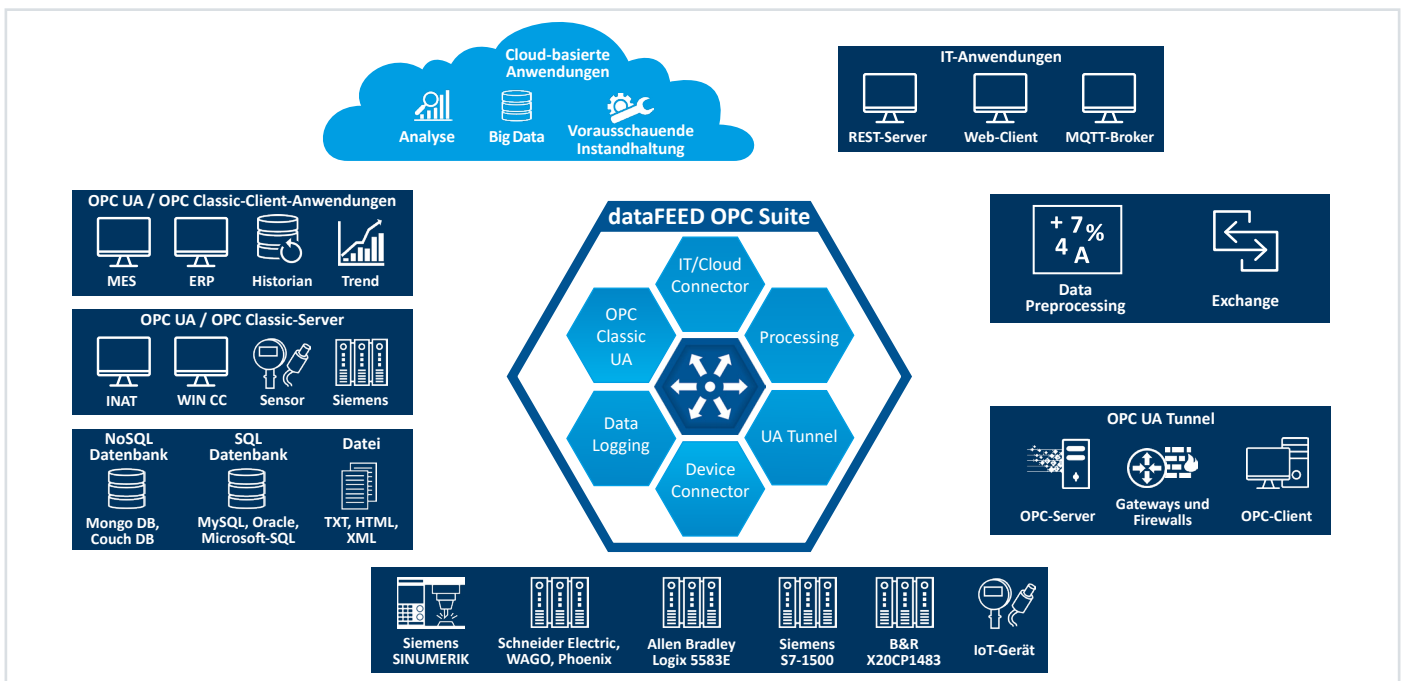 Cloud-basierte
Anwendungen
Analyse
Big Data
Vorausschauende
Instandhaltung
IT-Anwendungen
REST-Server
Web-Client
MQTT-Broker
OPC UA / OPC Classic-Client-Anwendungen
MES
ERP
Historian
Trend
OPC UA / OPC Classic-Server
INAT
WIN CC
Sensor
Siemens
NoSQL
Datenbank
Mongo DB,
Couch DB
SQL
Datenbank
MySQL, Oracle,
Microsoft-SQL
Datei
TXT, HTML,
XML
dataFEED OPC Suite
IT/Cloud
Connector
OPC
Classic
UA
Processing
Data
Logging
UA Tunnel
Device
Connector
+ 7%
4 A
Data
Preprocessing
Exchange
OPC UA Tunnel
OPC-Server
Gateways und
Firewalls
OPC-Client
Siemens
SINUMERIK
Schneider Electric,
WAGO, Phoenix
Allen Bradley
Logix 5583E
Siemens
S7-1500
B&R
X20CP1483
IoT-Gerät